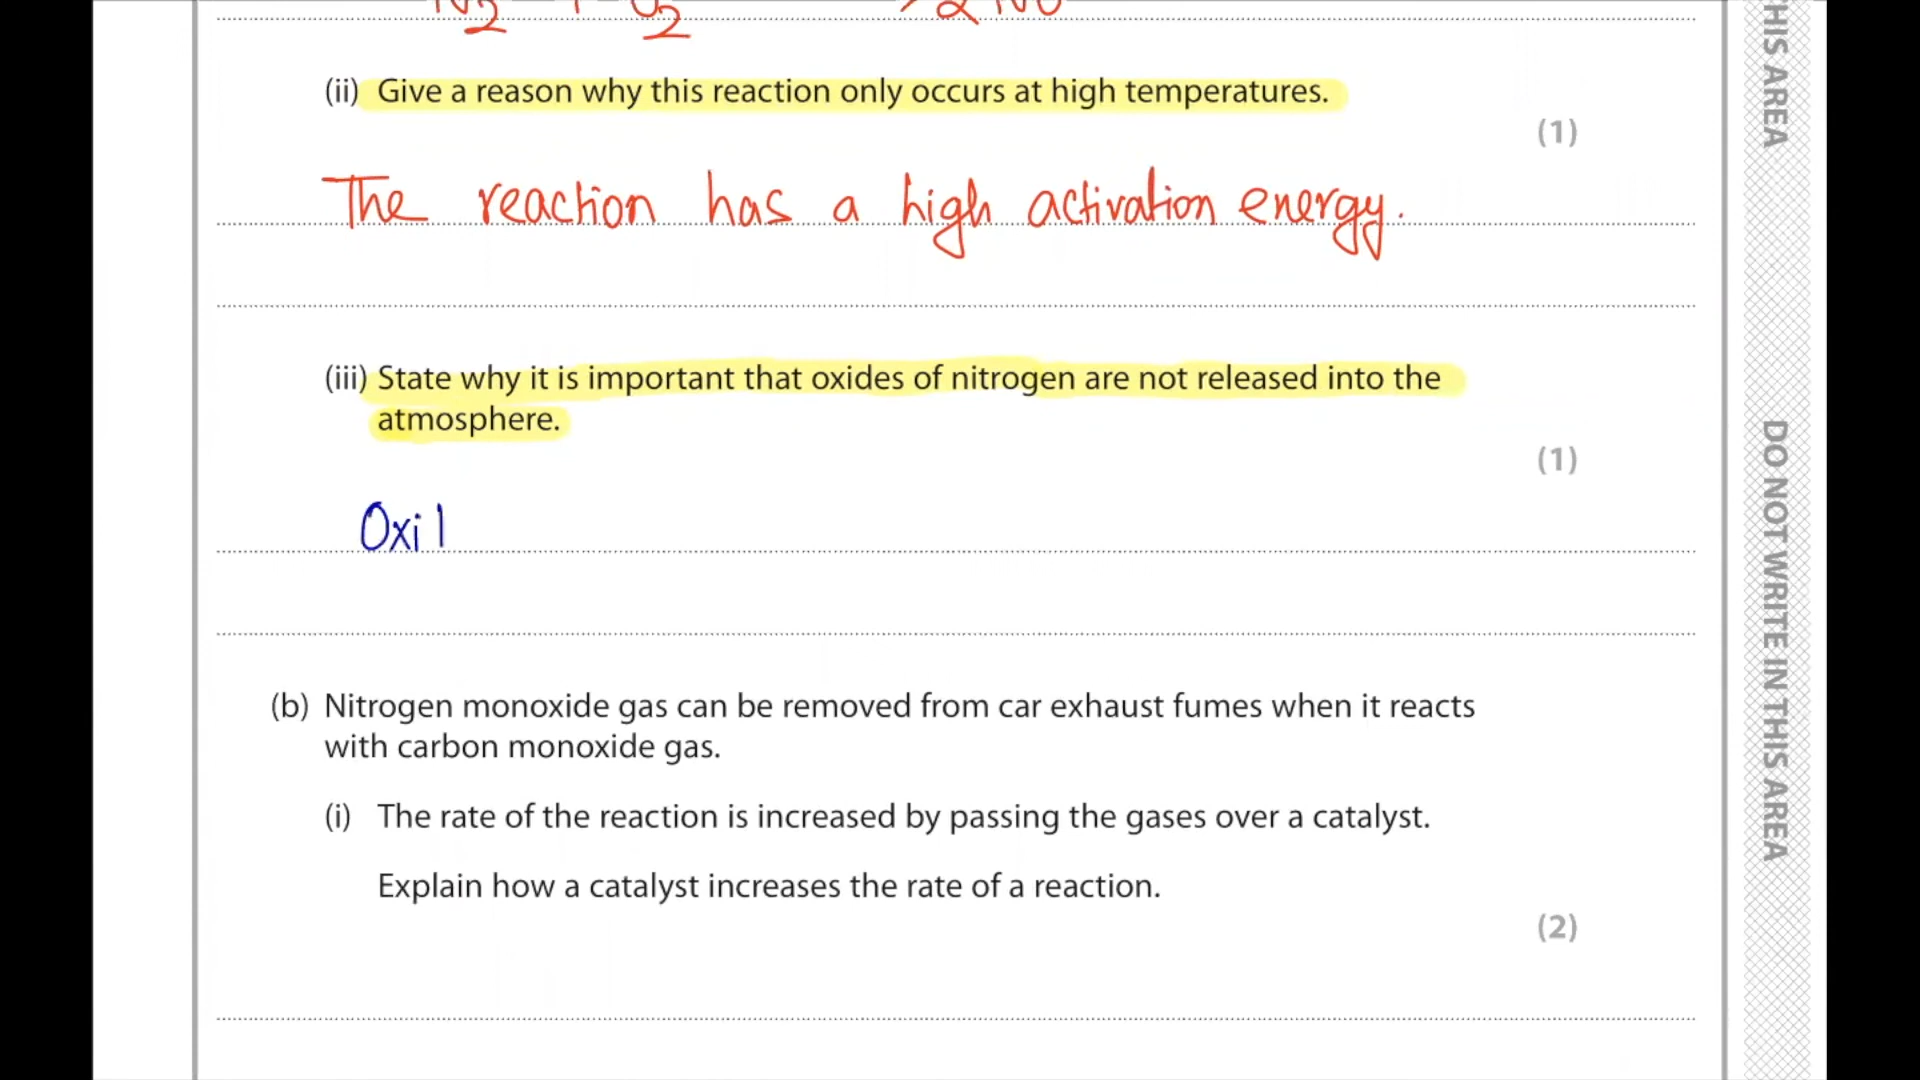 (ii) Give a reason why this reaction only occurs at high temperatures.
(1)
The reaction has a high activation energy.
(iii) State why it is important that oxides of nitrogen are not released into the
atmosphere.
(1)
Oxi
(b) Nitrogen monoxide gas can be removed from car exhaust fumes when it reacts
with carbon monoxide gas.
(i) The rate of the reaction is increased by passing the gases over a catalyst.
Explain how a catalyst increases the rate of a reaction.
(2)
HIS AREA
DO NOT WRITE IN THIS AREA